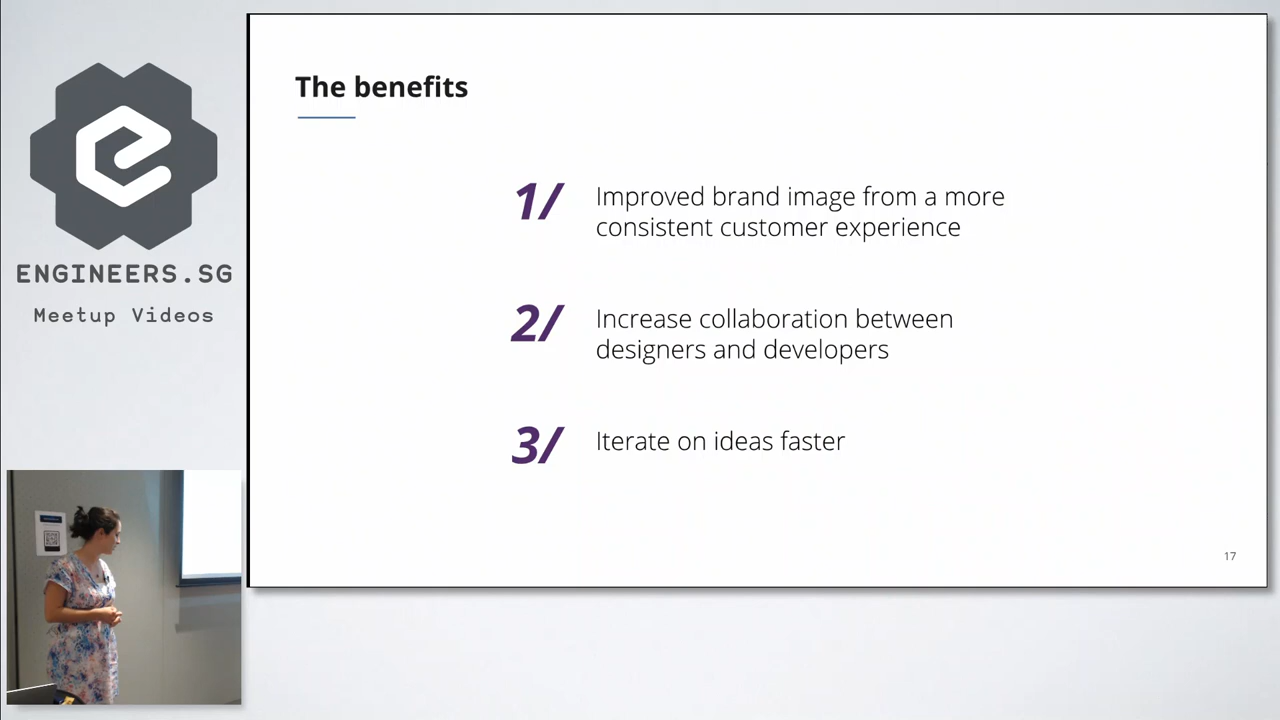 ENGINEERS.SG
Meetup Videos
The benefits
1/ Improved brand image from a more
consistent customer experience
2/ Increase collaboration between
designers and developers
3/ Iterate on ideas faster
17